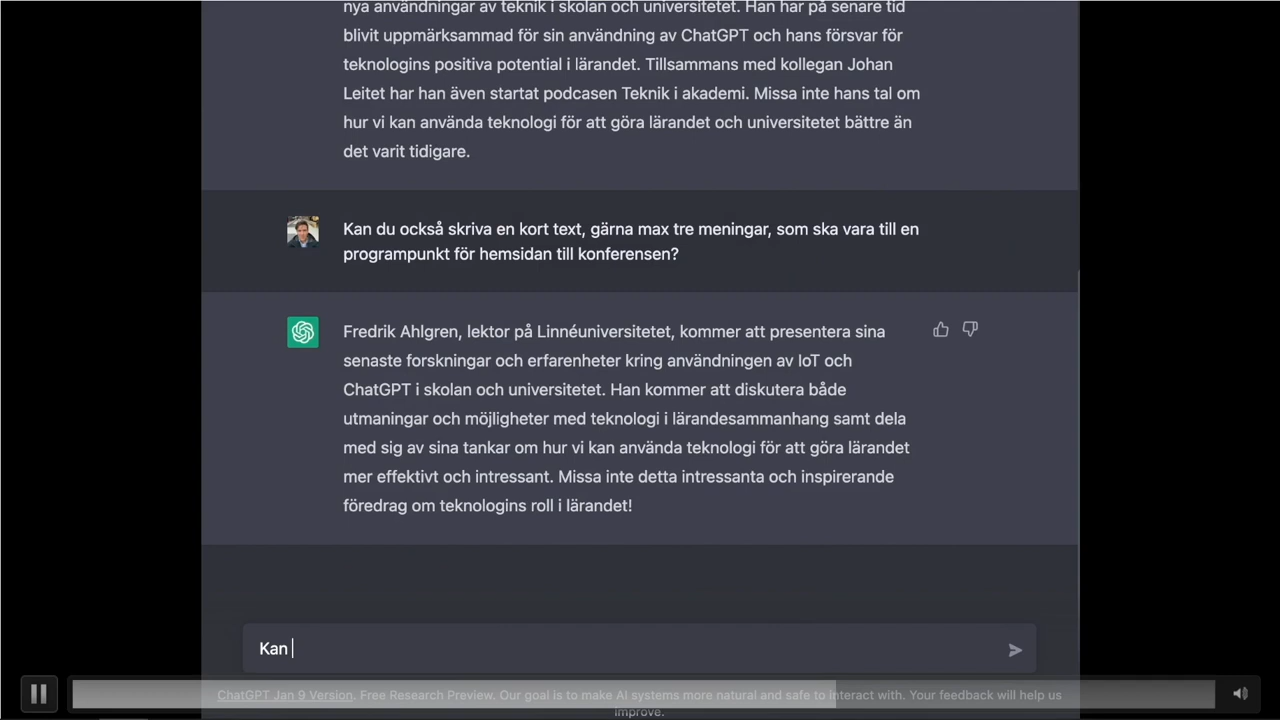 nya användningar av teknik i skolan och universitetet. Han har på senare tid
blivit uppmärksammad för sin användning av ChatGPT och hans försvar för
teknologins positiva potential i lärandet. Tillsammans med kollegan Johan
Leitet har han även startat podcasen Teknik i akademi. Missa inte hans tal om
hur vi kan använda teknologi för att göra lärandet och universitetet bättre än
det varit tidigare.
Kan du också skriva en kort text, gärna max tre meningar, som ska vara till en
programpunkt för hemsidan till konferensen?
Fredrik Ahlgren, lektor på Linnéuniversitetet, kommer att presentera sina
senaste forskningar och erfarenheter kring användningen av IoT och
ChatGPT i skolan och universitetet. Han kommer att diskutera både
utmaningar och möjligheter med teknologi i lärandesammanhang samt dela
med sig av sina tankar om hur vi kan använda teknologi för att göra lärandet
mer effektivt och intressant. Missa inte detta intressanta och inspirerande
föredrag om teknologins roll i lärandet!
Kan
ChatGPT Jan 9 Version. Free Research Preview. Our goal is to make AI systems more natural and safe to interact with. Your feedback will help us
improve.